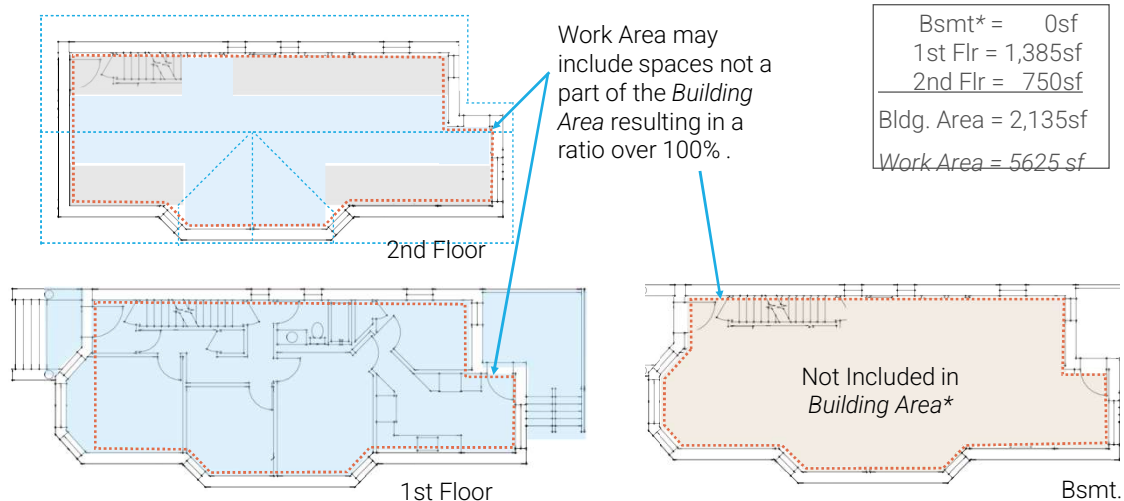 Work Area may
include spaces not a
part of the Building
Area resulting in a
ratio over 100% .
Bsmt* = 0sf
1st Flr = 1,385sf
2nd Flr = 750sf
Bldg. Area = 2,135sf
Work Area = 5625 sf
2nd Floor
Not Included in
Building Area*
1st Floor
Bsmt.